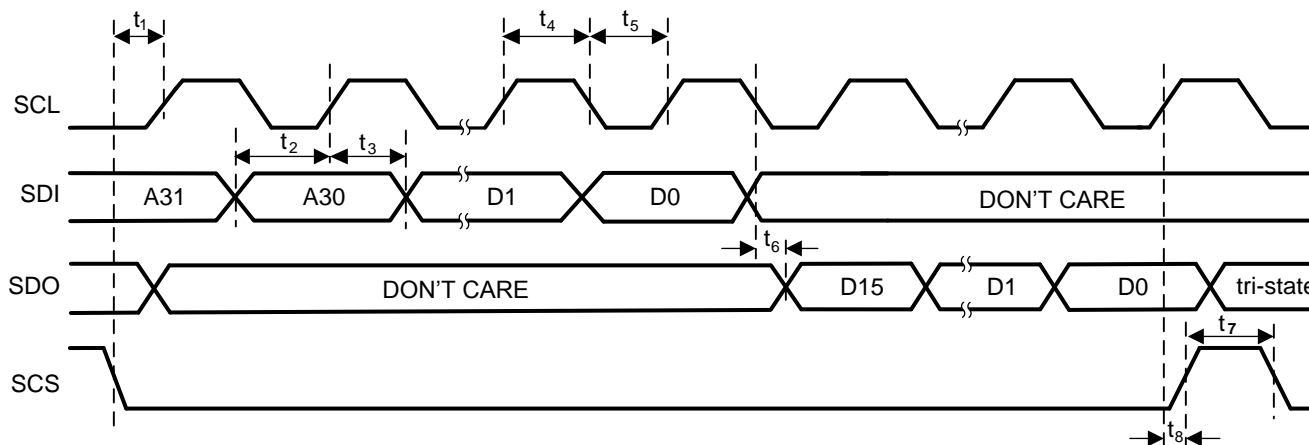 t1 t4 t5
SCL
t2 t3
SDI A31 A30 D1 D0 DON'T CARE
t6
SDO DON'T CARE D15 D1 D0 tri-state
t7
SCS
t8